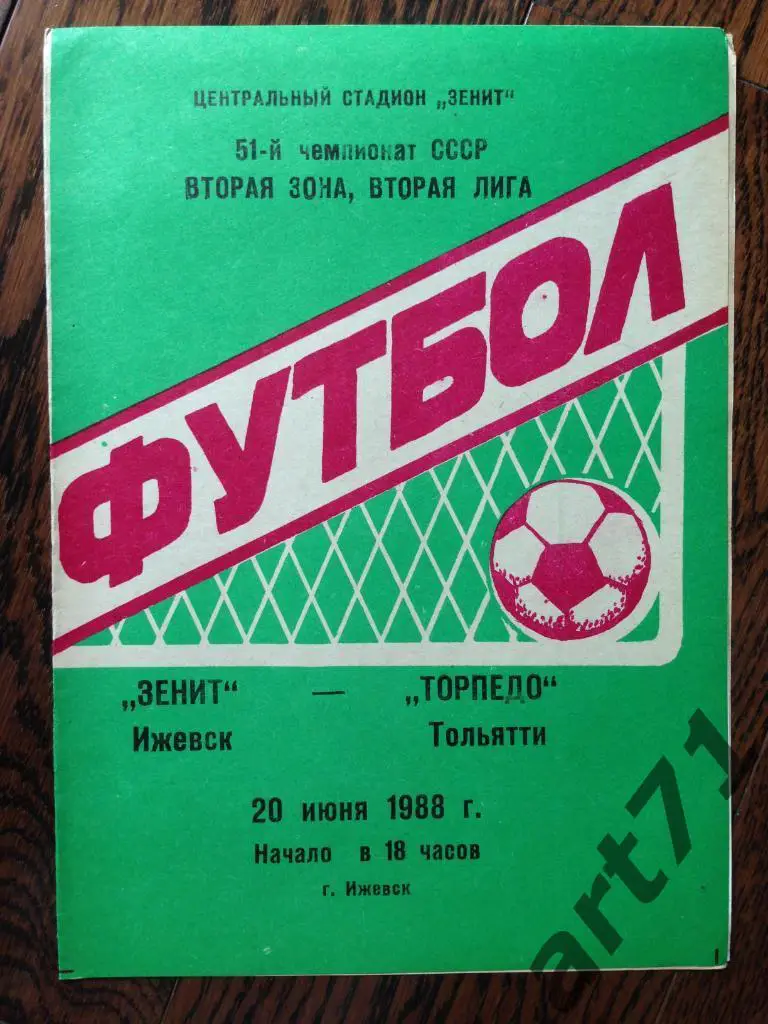 ЦЕНТРАЛЬНЫЙ СТАДИОН „ЗЕНИТ“
51-й чемпионат СССР
ВТОРАЯ ЗОНА, ВТОРАЯ ЛИГА
ФУТБОЛ
„ЗЕНИТ“ — „ТОРПЕДО“
Ижевск Тольятти
20 июня 1988 г.
Начало в 18 часов
г. Ижевск
art71